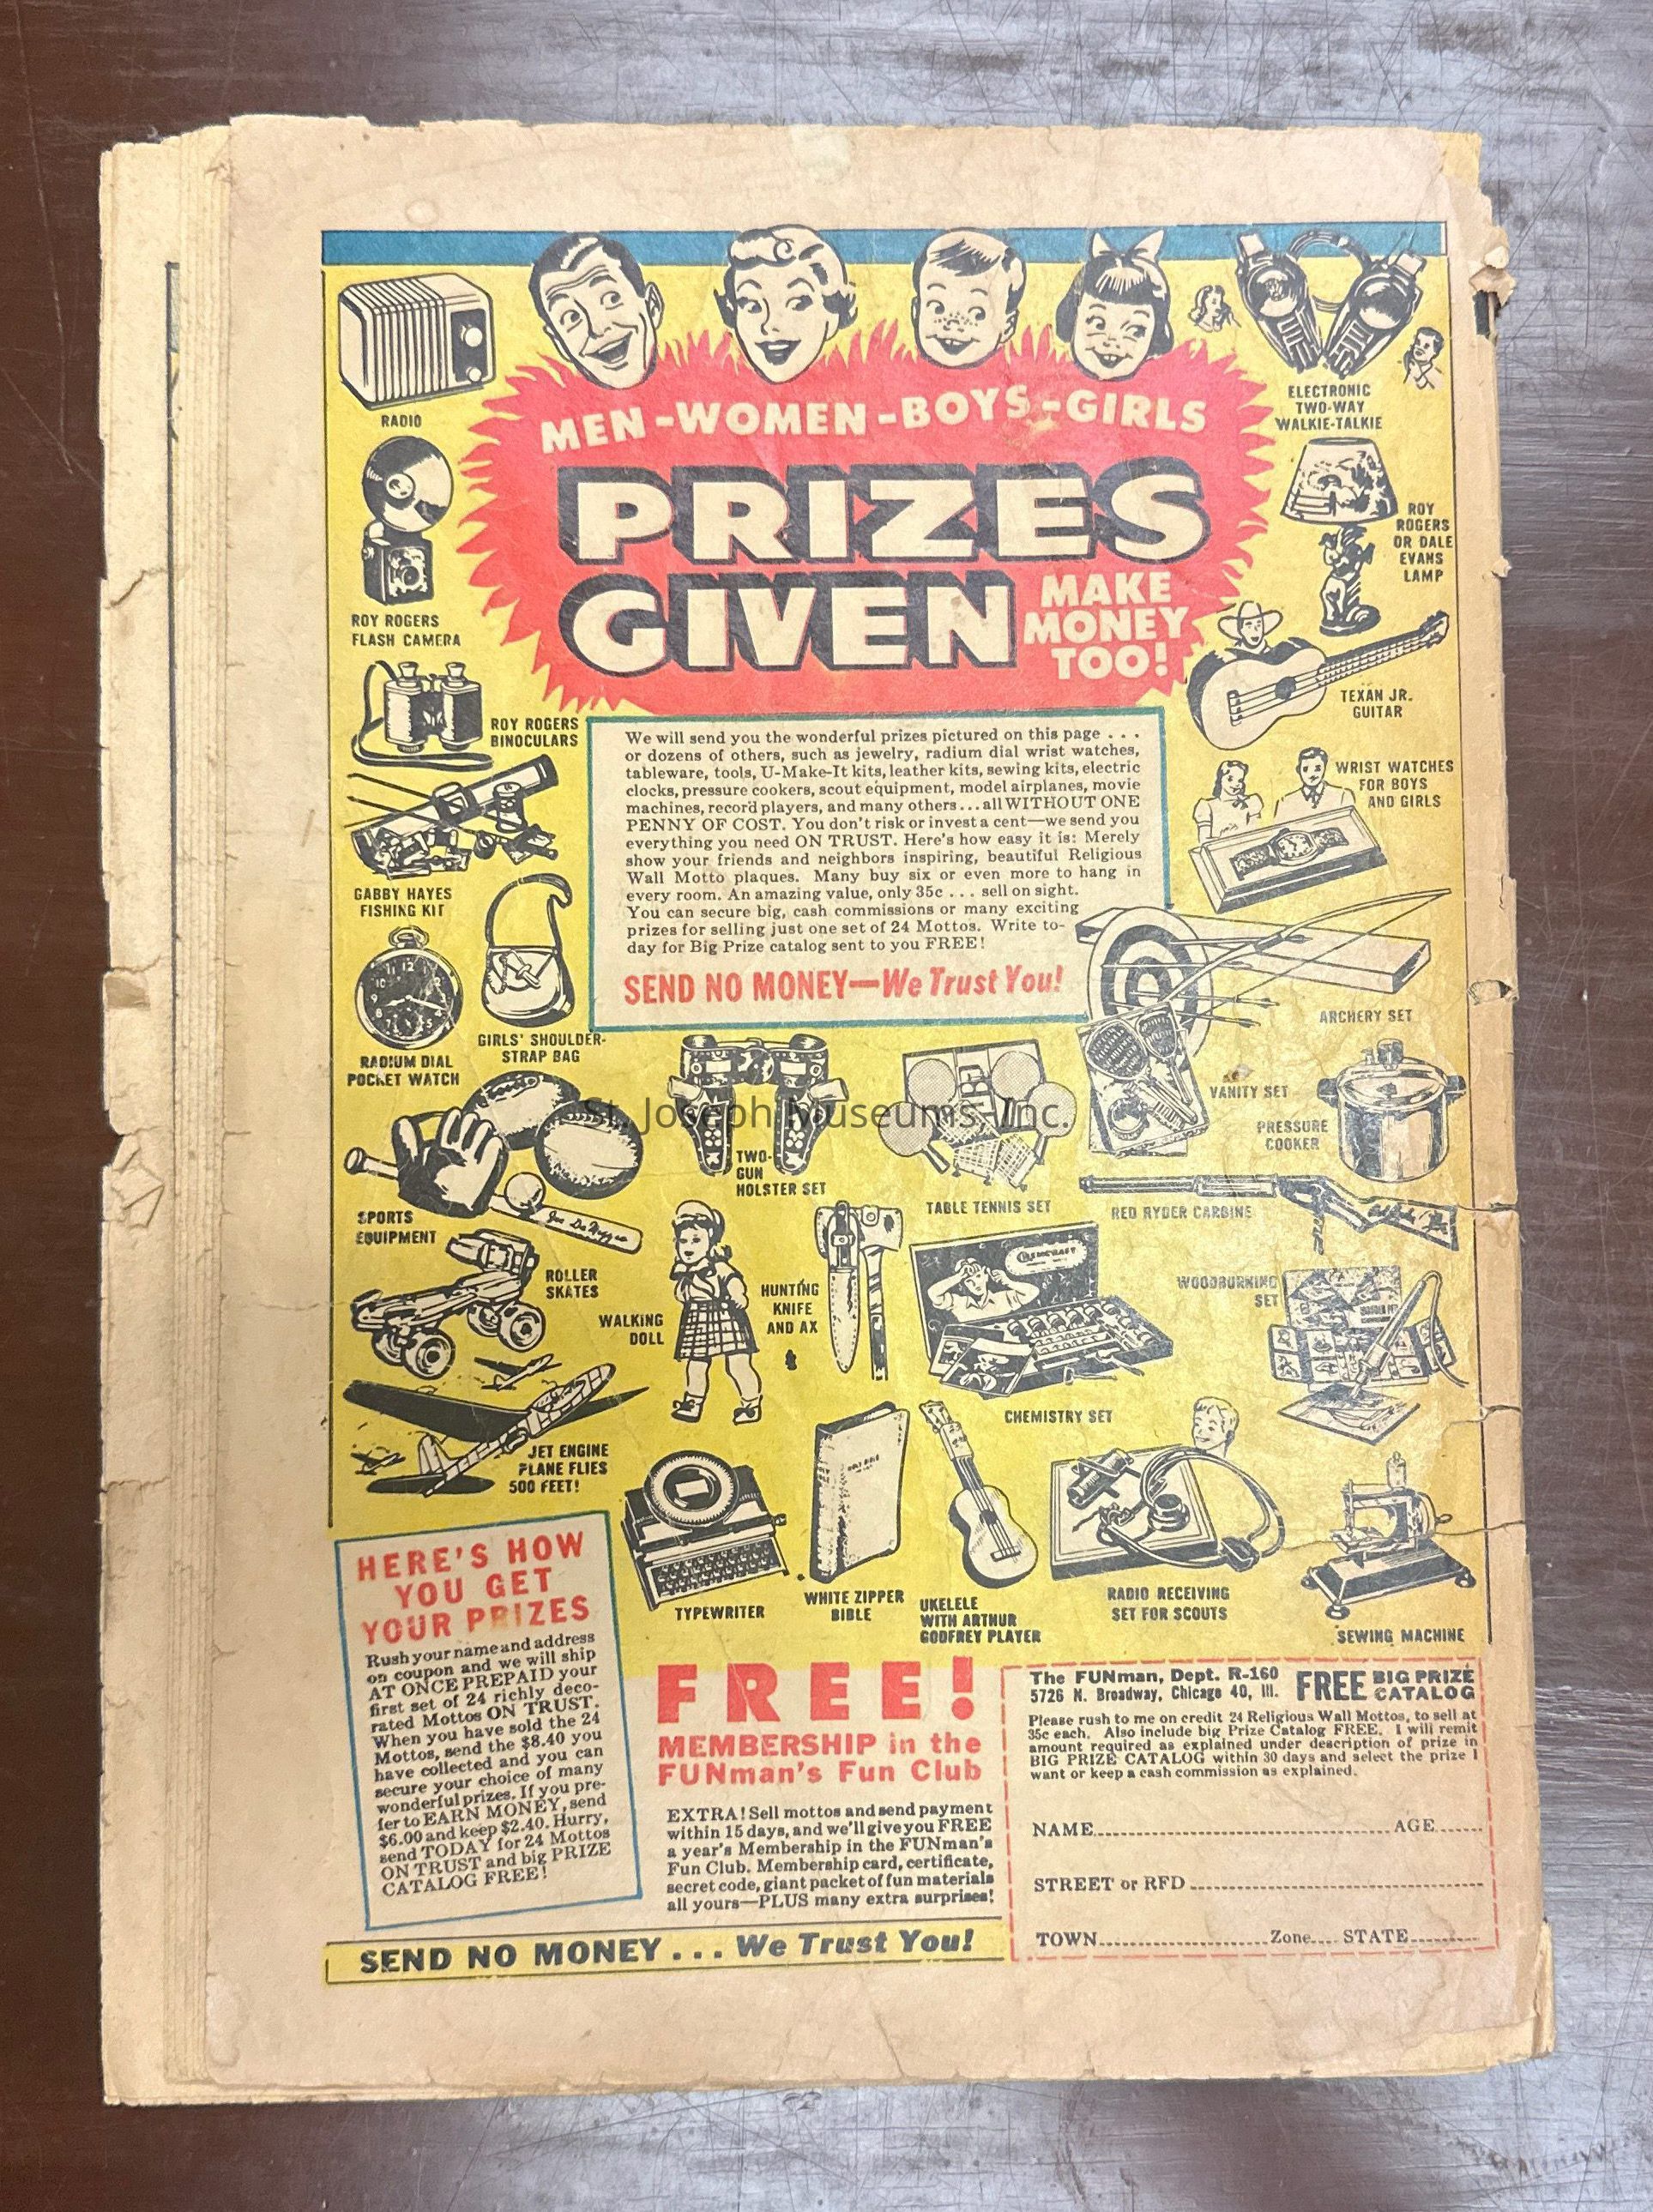 MEN - WOMEN - BOYS - GIRLS
PRIZES
GIVEN
MAKE
MONEY
TOO!
RADIO
ELECTRONIC
TWO-WAY
WALKIE-TALKIE
ROY ROGERS
FLASH CAMERA
ROY
ROGERS
OR DALE
EVANS
LAMP
ROY ROGERS
BINOCULARS
TEXAN JR.
GUITAR
We will send you the wonderful prizes pictured on this page . . .
or dozens of others, such as jewelry, radium dial wrist watches,
tableware, tools, U-Make-It kits, leather kits, sewing kits, electric
clocks, pressure cookers, scout equipment, model airplanes, movie
machines, record players, and many others...all WITHOUT ONE
PENNY OF COST. You don't risk or invest a cent—we send you
everything you need ON TRUST. Here's how easy it is: Merely
show your friends and neighbors inspiring, beautiful Religious
Wall Motto plaques. Many buy six or even more to hang in
every room. An amazing value, only 35c . . . sell on sight.
You can secure big, cash commissions or many exciting
prizes for selling just one set of 24 Mottos. Write to-
day for Big Prize catalog sent to you FREE!
SEND NO MONEY—We Trust You!
WRIST WATCHES
FOR BOYS
AND GIRLS
GABBY HAYES
FISHING KIT
12
11
10
9
8
7
5
4
RADIUM DIAL
POCKET WATCH
GIRLS' SHOULDER-
STRAP BAG
ARCHERY SET
VANITY SET
PRESSURE
COOKER
St. Joseph Museums, Inc.
TWO-
GUN
HOLSTER SET
TABLE TENNIS SET
RED RYDER CARBINE
SPORTS
EQUIPMENT
ROLLER
SKATES
WALKING
DOLL
HUNTING
KNIFE
AND AX
CHEMCRAFT
CHEMISTRY SET
WOODBURNING
SET
JET ENGINE
PLANE FLIES
500 FEET!
TYPEWRITER
WHITE ZIPPER
BIBLE
UKELELE
WITH ARTHUR
GODFREY PLAYER
RADIO RECEIVING
SET FOR SCOUTS
SEWING MACHINE
HERE'S HOW
YOU GET
YOUR PRIZES
Rush your name and address
on coupon and we will ship
AT ONCE PREPAID your
first set of 24 richly deco-
rated Mottos ON TRUST.
When you have sold the 24
Mottos, send the $8.40 you
have collected and you can
secure your choice of many
wonderful prizes. If you pre-
fer to EARN MONEY, send
$6.00 and keep $2.40. Hurry,
send TODAY for 24 Mottos
ON TRUST and big PRIZE
CATALOG FREE!
FREE!
MEMBERSHIP in the
FUNman's Fun Club
EXTRA! Sell mottos and send payment
within 15 days, and we'll give you FREE
a year's Membership in the FUNman's
Fun Club. Membership card, certificate,
secret code, giant packet of fun materials
all yours—PLUS many extra surprises!
SEND NO MONEY . . . We Trust You!
The FUNman, Dept. R-160
5726 N. Broadway, Chicago 40, Ill.
FREE BIG PRIZE
CATALOG
Please rush to me on credit 24 Religious Wall Mottos, to sell at
35c each. Also include big Prize Catalog FREE. I will remit
amount required as explained under description of prize in
BIG PRIZE CATALOG within 30 days and select the prize I
want or keep a cash commission as explained.
NAME AGE
STREET or RFD
TOWN Zone STATE